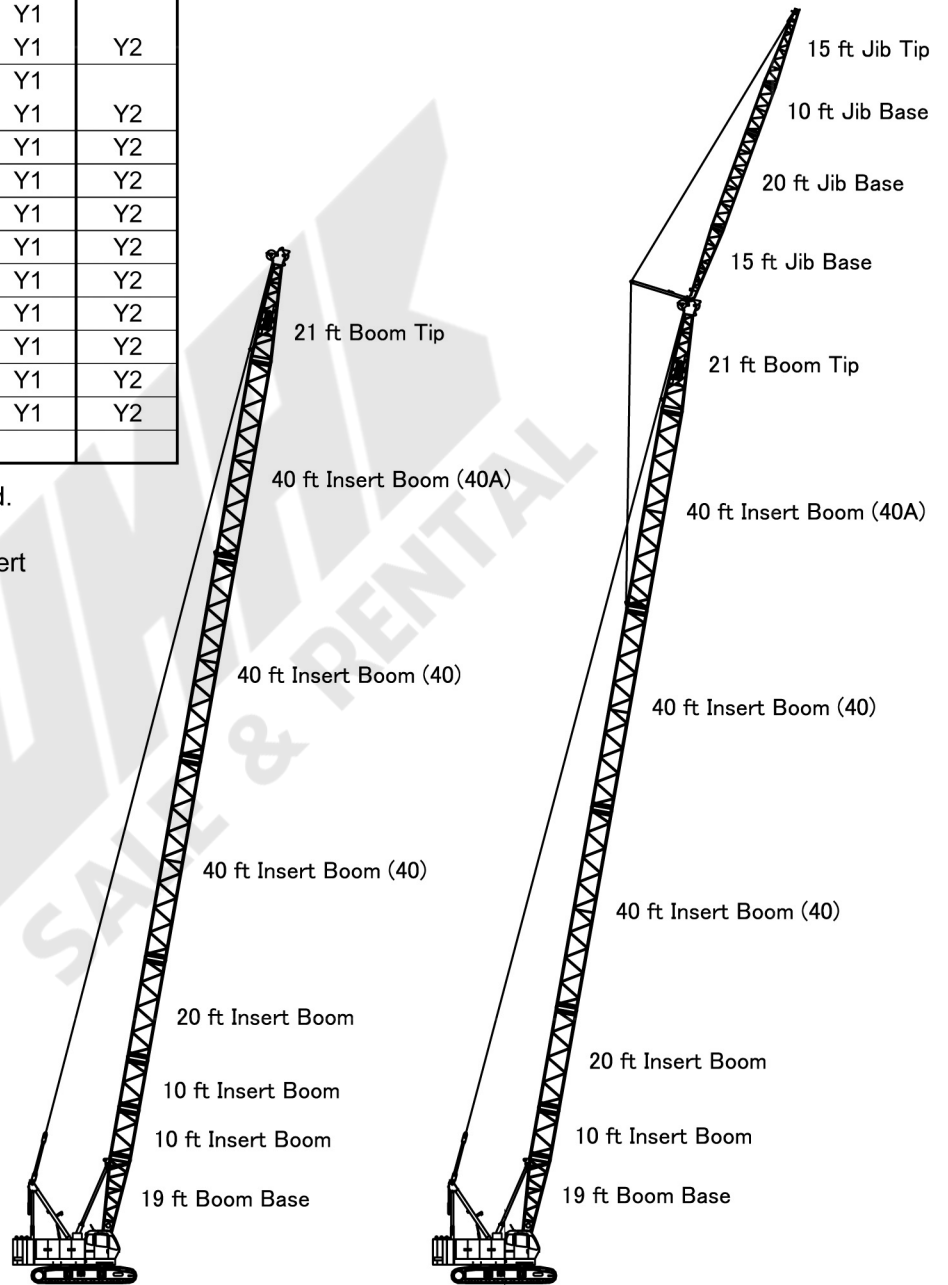 Y1
Y1 Y2
Y1
Y1 Y2
Y1 Y2
Y1 Y2
Y1 Y2
Y1 Y2
Y1 Y2
Y1 Y2
Y1 Y2
Y1 Y2
Y1 Y2
d.
ert
21 ft Boom Tip
40 ft Insert Boom (40A)
40 ft Insert Boom (40)
40 ft Insert Boom (40)
20 ft Insert Boom
10 ft Insert Boom
10 ft Insert Boom
19 ft Boom Base
15 ft Jib Tip
10 ft Jib Base
20 ft Jib Base
15 ft Jib Base
21 ft Boom Tip
40 ft Insert Boom (40A)
40 ft Insert Boom (40)
40 ft Insert Boom (40)
20 ft Insert Boom
10 ft Insert Boom
19 ft Boom Base
SALE & RENTAL